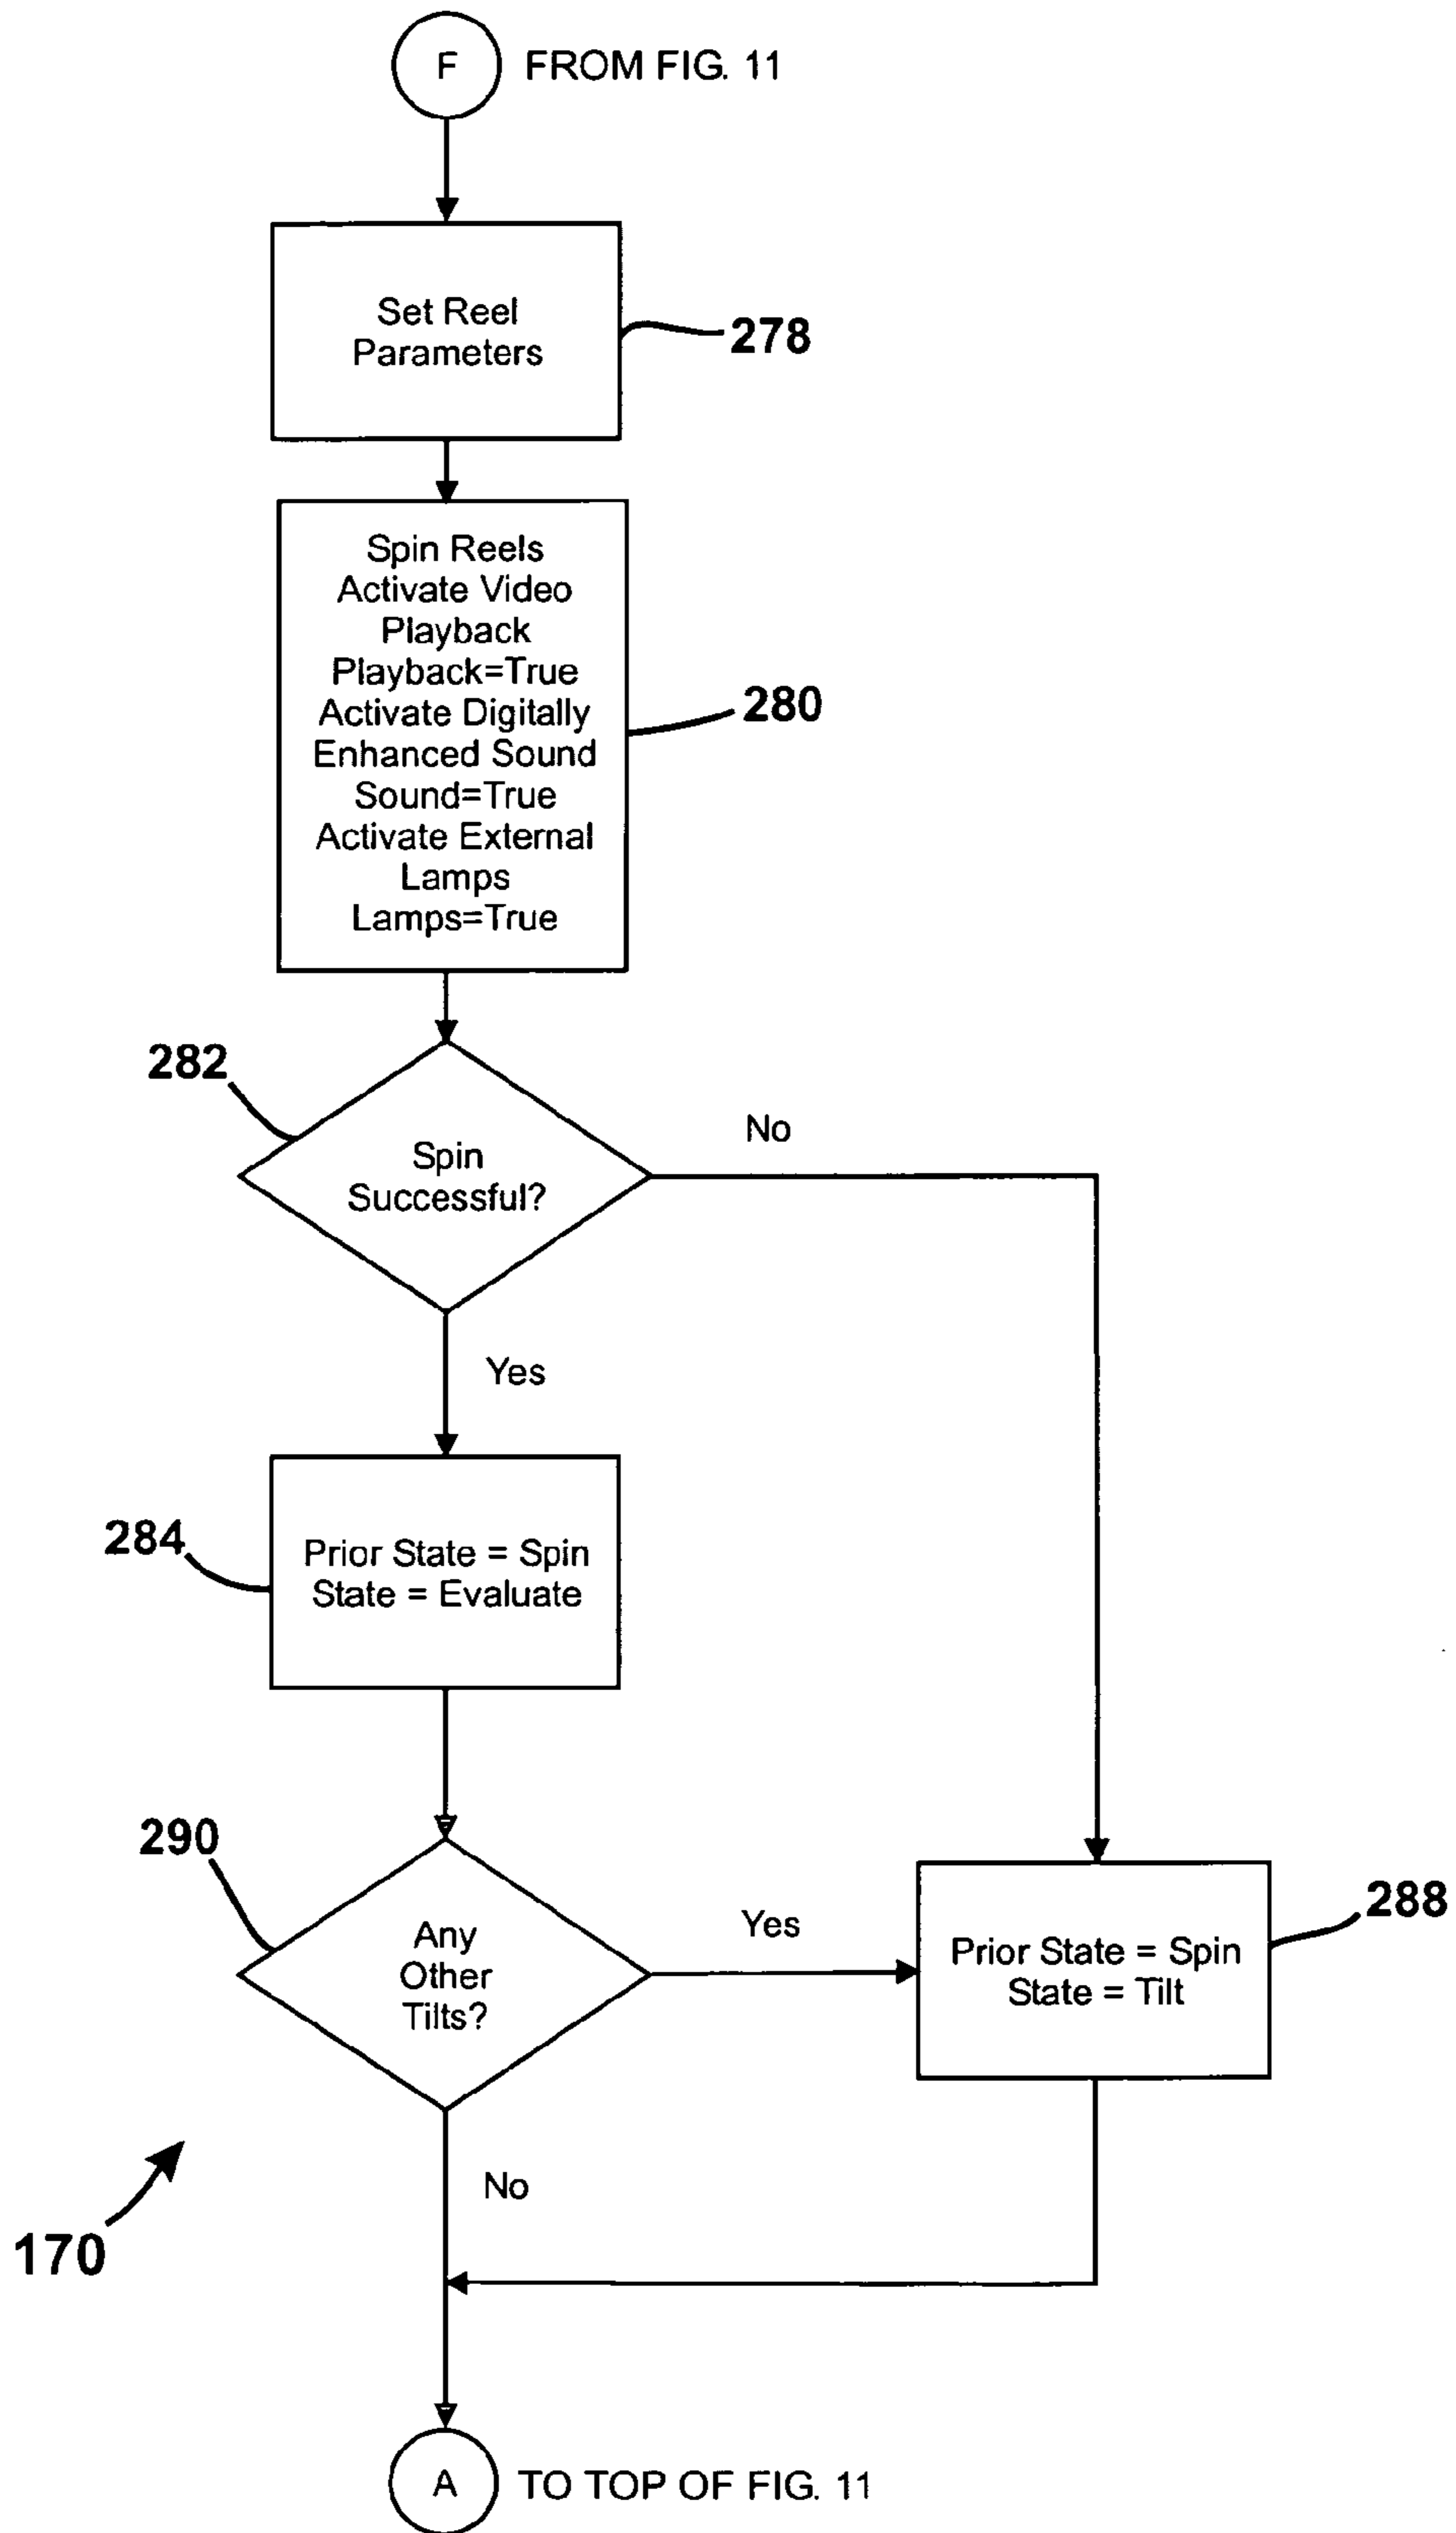 F FROM FIG. 11
Set Reel
Parameters
278
Spin Reels
Activate Video
Playback
Playback=True
Activate Digitally
Enhanced Sound
Sound=True
Activate External
Lamps
Lamps=True
280
282
Spin
Successful?
No
Yes
284
Prior State = Spin
State = Evaluate
290
Any
Other
Tilts?
Yes
Prior State = Spin
State = Tilt
288
No
170
A TO TOP OF FIG. 11